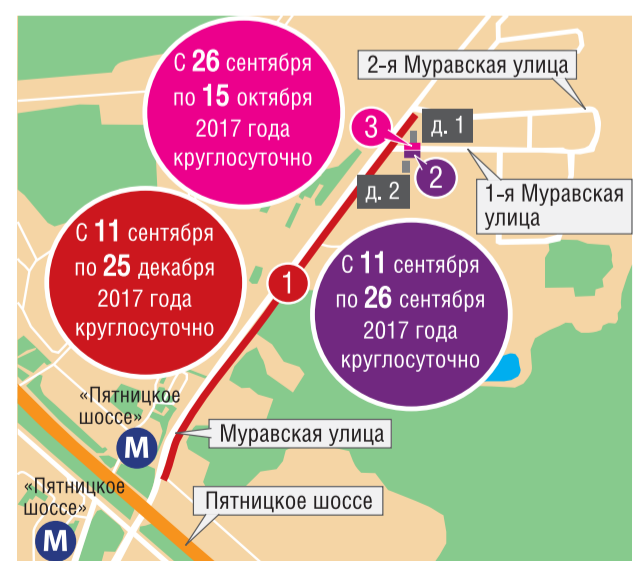 С 26 сентября
по 15 октября
2017 года
круглосуточно
2-я Муравская улица
3
д. 1
2
д. 2
1-я Муравская
улица
С 11 сентября
по 25 декабря
2017 года
круглосуточно
1
С 11 сентября
по 26 сентября
2017 года
круглосуточно
«Пятницкое
шоссе»
М
Муравская улица
«Пятницкое
шоссе»
М
Пятницкое шоссе